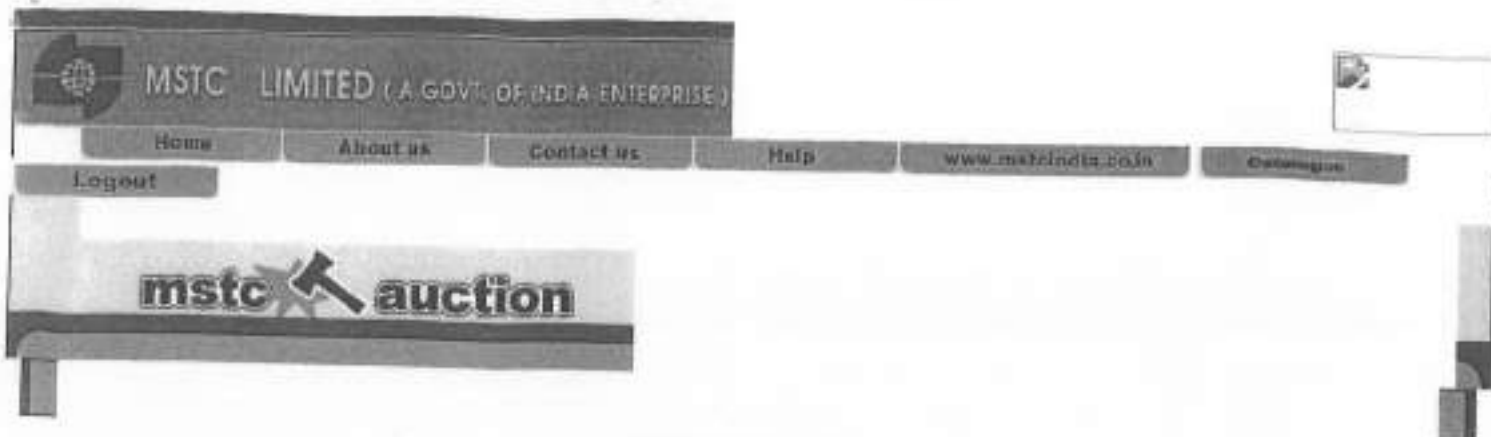 MSTC LIMITED ( A GOVT. OF INDIA ENTERPRISE )
Home About us Contact us Help www.mstcindia.co.in Catalogue
Logout
mstc auction